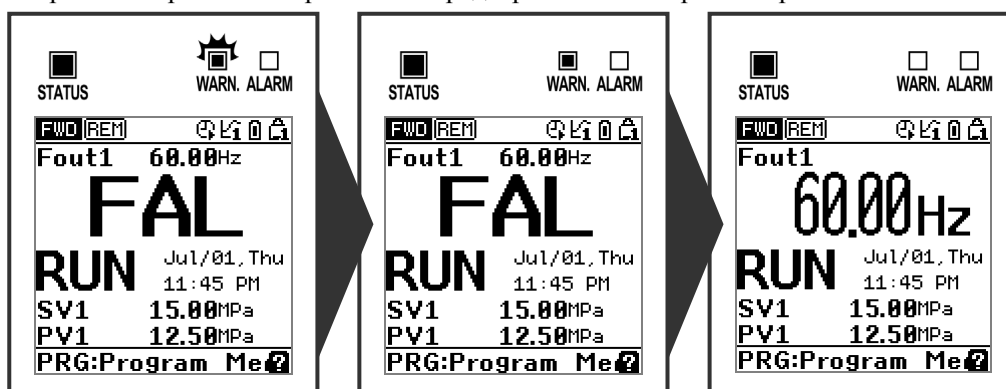 STATUS WARN. ALARM
FWD REM
Fout1 60.00Hz
FAL
RUN Jul/01,Thu
11:45 PM
SV1 15.00MPa
PV1 12.50MPa
PRG:Program Me?
STATUS WARN. ALARM
FWD REM
Fout1 60.00Hz
FAL
RUN Jul/01,Thu
11:45 PM
SV1 15.00MPa
PV1 12.50MPa
PRG:Program Me?
STATUS WARN. ALARM
FWD REM
Fout1
60.00Hz
RUN Jul/01,Thu
11:45 PM
SV1 15.00MPa
PV1 12.50MPa
PRG:Program Me?